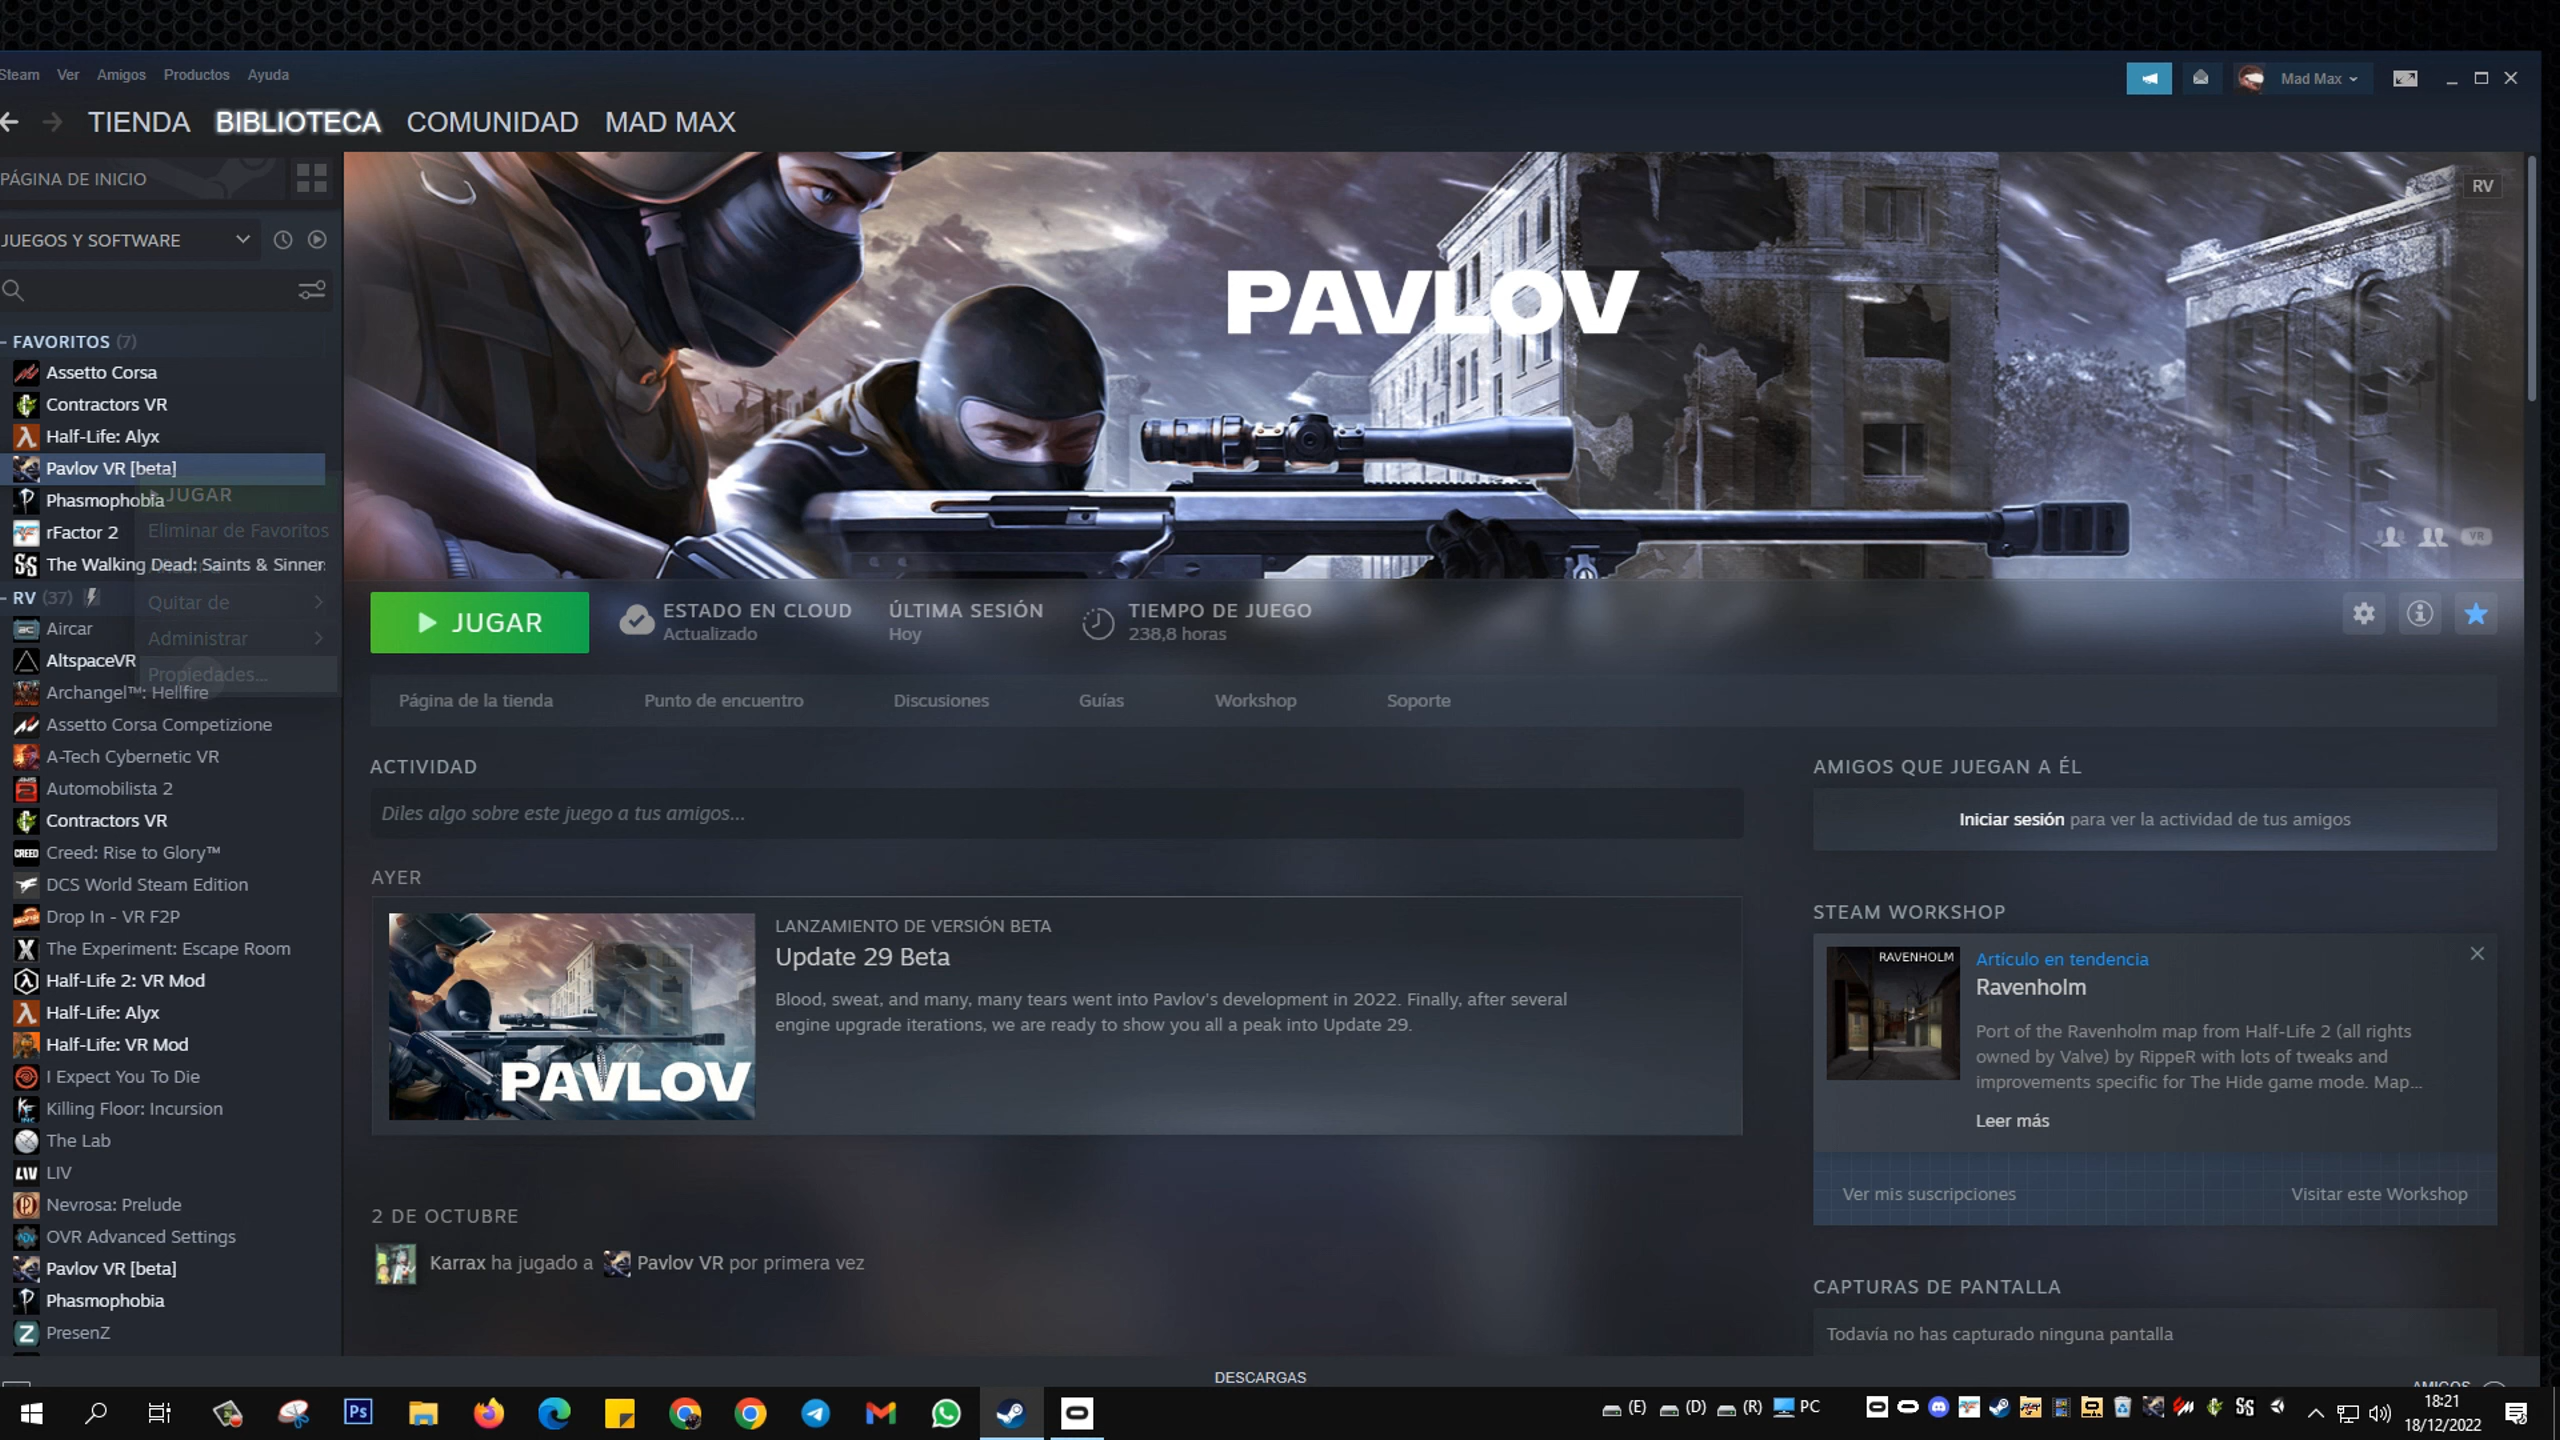 Steam Ver Amigos Productos Ayuda
Mad Max
TIENDA BIBLIOTECA COMUNIDAD MAD MAX
PÁGINA DE INICIO
RV
JUEGOS Y SOFTWARE
PAVLOV
FAVORITOS (7)
Assetto Corsa
Contractors VR
Half-Life: Alyx
Pavlov VR [beta]
Phasmophobia
rFactor 2
The Walking Dead: Saints & Sinners
RV (37)
Aircar
AltspaceVR
Archangel™: Hellfire
Assetto Corsa Competizione
A-Tech Cybernetic VR
Automobilista 2
Contractors VR
Creed: Rise to Glory™
DCS World Steam Edition
Drop In - VR F2P
The Experiment: Escape Room
Half-Life 2: VR Mod
Half-Life: Alyx
Half-Life: VR Mod
I Expect You To Die
Killing Floor: Incursion
The Lab
LIV
Nevrosa: Prelude
OVR Advanced Settings
Pavlov VR [beta]
Phasmophobia
PresenZ
JUGAR
Eliminar de Favoritos
Quitar de
Administrar
Propiedades...
VR
JUGAR
ESTADO EN CLOUD
Actualizado
ÚLTIMA SESIÓN
Hoy
TIEMPO DE JUEGO
238,8 horas
Página de la tienda Punto de encuentro Discusiones Guías Workshop Soporte
ACTIVIDAD
Diles algo sobre este juego a tus amigos...
AYER
PAVLOV
LANZAMIENTO DE VERSIÓN BETA
Update 29 Beta
Blood, sweat, and many, many tears went into Pavlov's development in 2022. Finally, after several
engine upgrade iterations, we are ready to show you all a peak into Update 29.
2 DE OCTUBRE
Karrax ha jugado a Pavlov VR por primera vez
AMIGOS QUE JUEGAN A ÉL
Iniciar sesión para ver la actividad de tus amigos
STEAM WORKSHOP
RAVENHOLM
Artículo en tendencia
Ravenholm
Port of the Ravenholm map from Half-Life 2 (all rights
owned by Valve) by RippeR with lots of tweaks and
improvements specific for The Hide game mode. Map...
Leer más
Ver mis suscripciones Visitar este Workshop
CAPTURAS DE PANTALLA
Todavía no has capturado ninguna pantalla
DESCARGAS
AMIGOS
Ps
(E) (D) (R) PC
18:21
18/12/2022